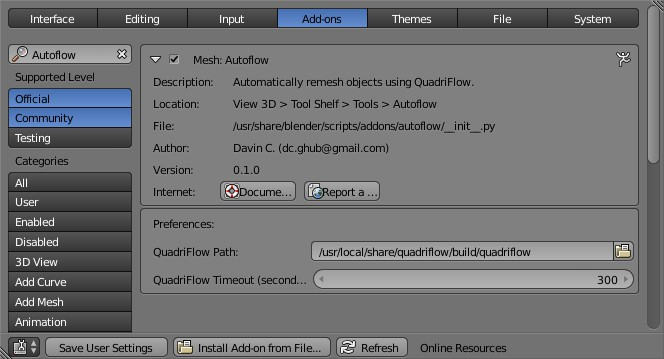 Interface Editing Input Add-ons Themes File System
Autoflow
Supported Level
Official
Community
Testing
Categories
All
User
Enabled
Disabled
3D View
Add Curve
Add Mesh
Animation
Mesh: Autoflow
Description: Automatically remesh objects using QuadriFlow.
Location: View 3D > Tool Shelf > Tools > Autoflow
File: /usr/share/blender/scripts/addons/autoflow/__init__.py
Author: Davin C. (dc.ghub@gmail.com)
Version: 0.1.0
Internet: Docume... Report a ...
Preferences:
QuadriFlow Path: /usr/local/share/quadriflow/build/quadriflow
QuadriFlow Timeout (second... 300
Save User Settings Install Add-on from File... Refresh Online Resources